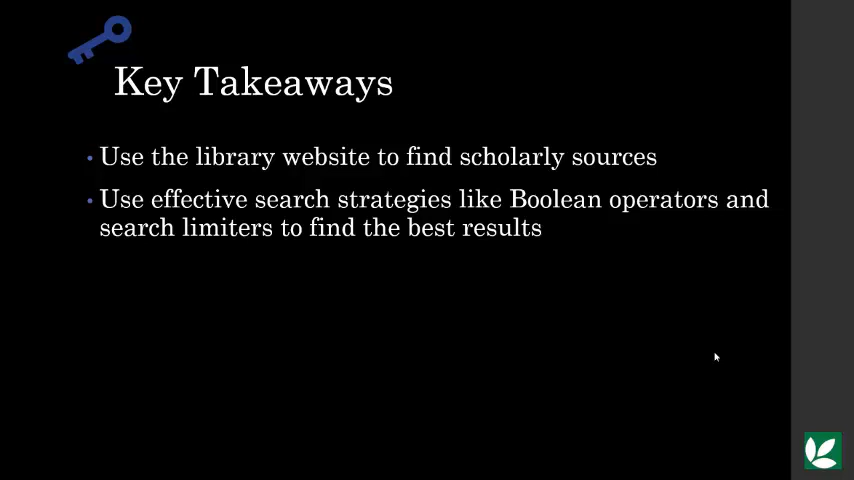 Key Takeaways
• Use the library website to find scholarly sources
• Use effective search strategies like Boolean operators and
search limiters to find the best results